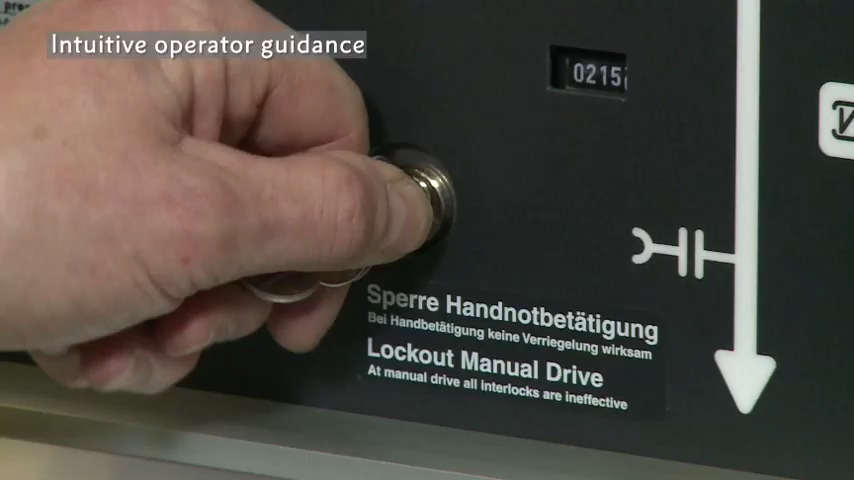 Intuitive operator guidance
0215
Sperre Handnotbetätigung
Bei Handbetätigung keine Verriegelung wirksam
Lockout Manual Drive
At manual drive all interlocks are ineffective